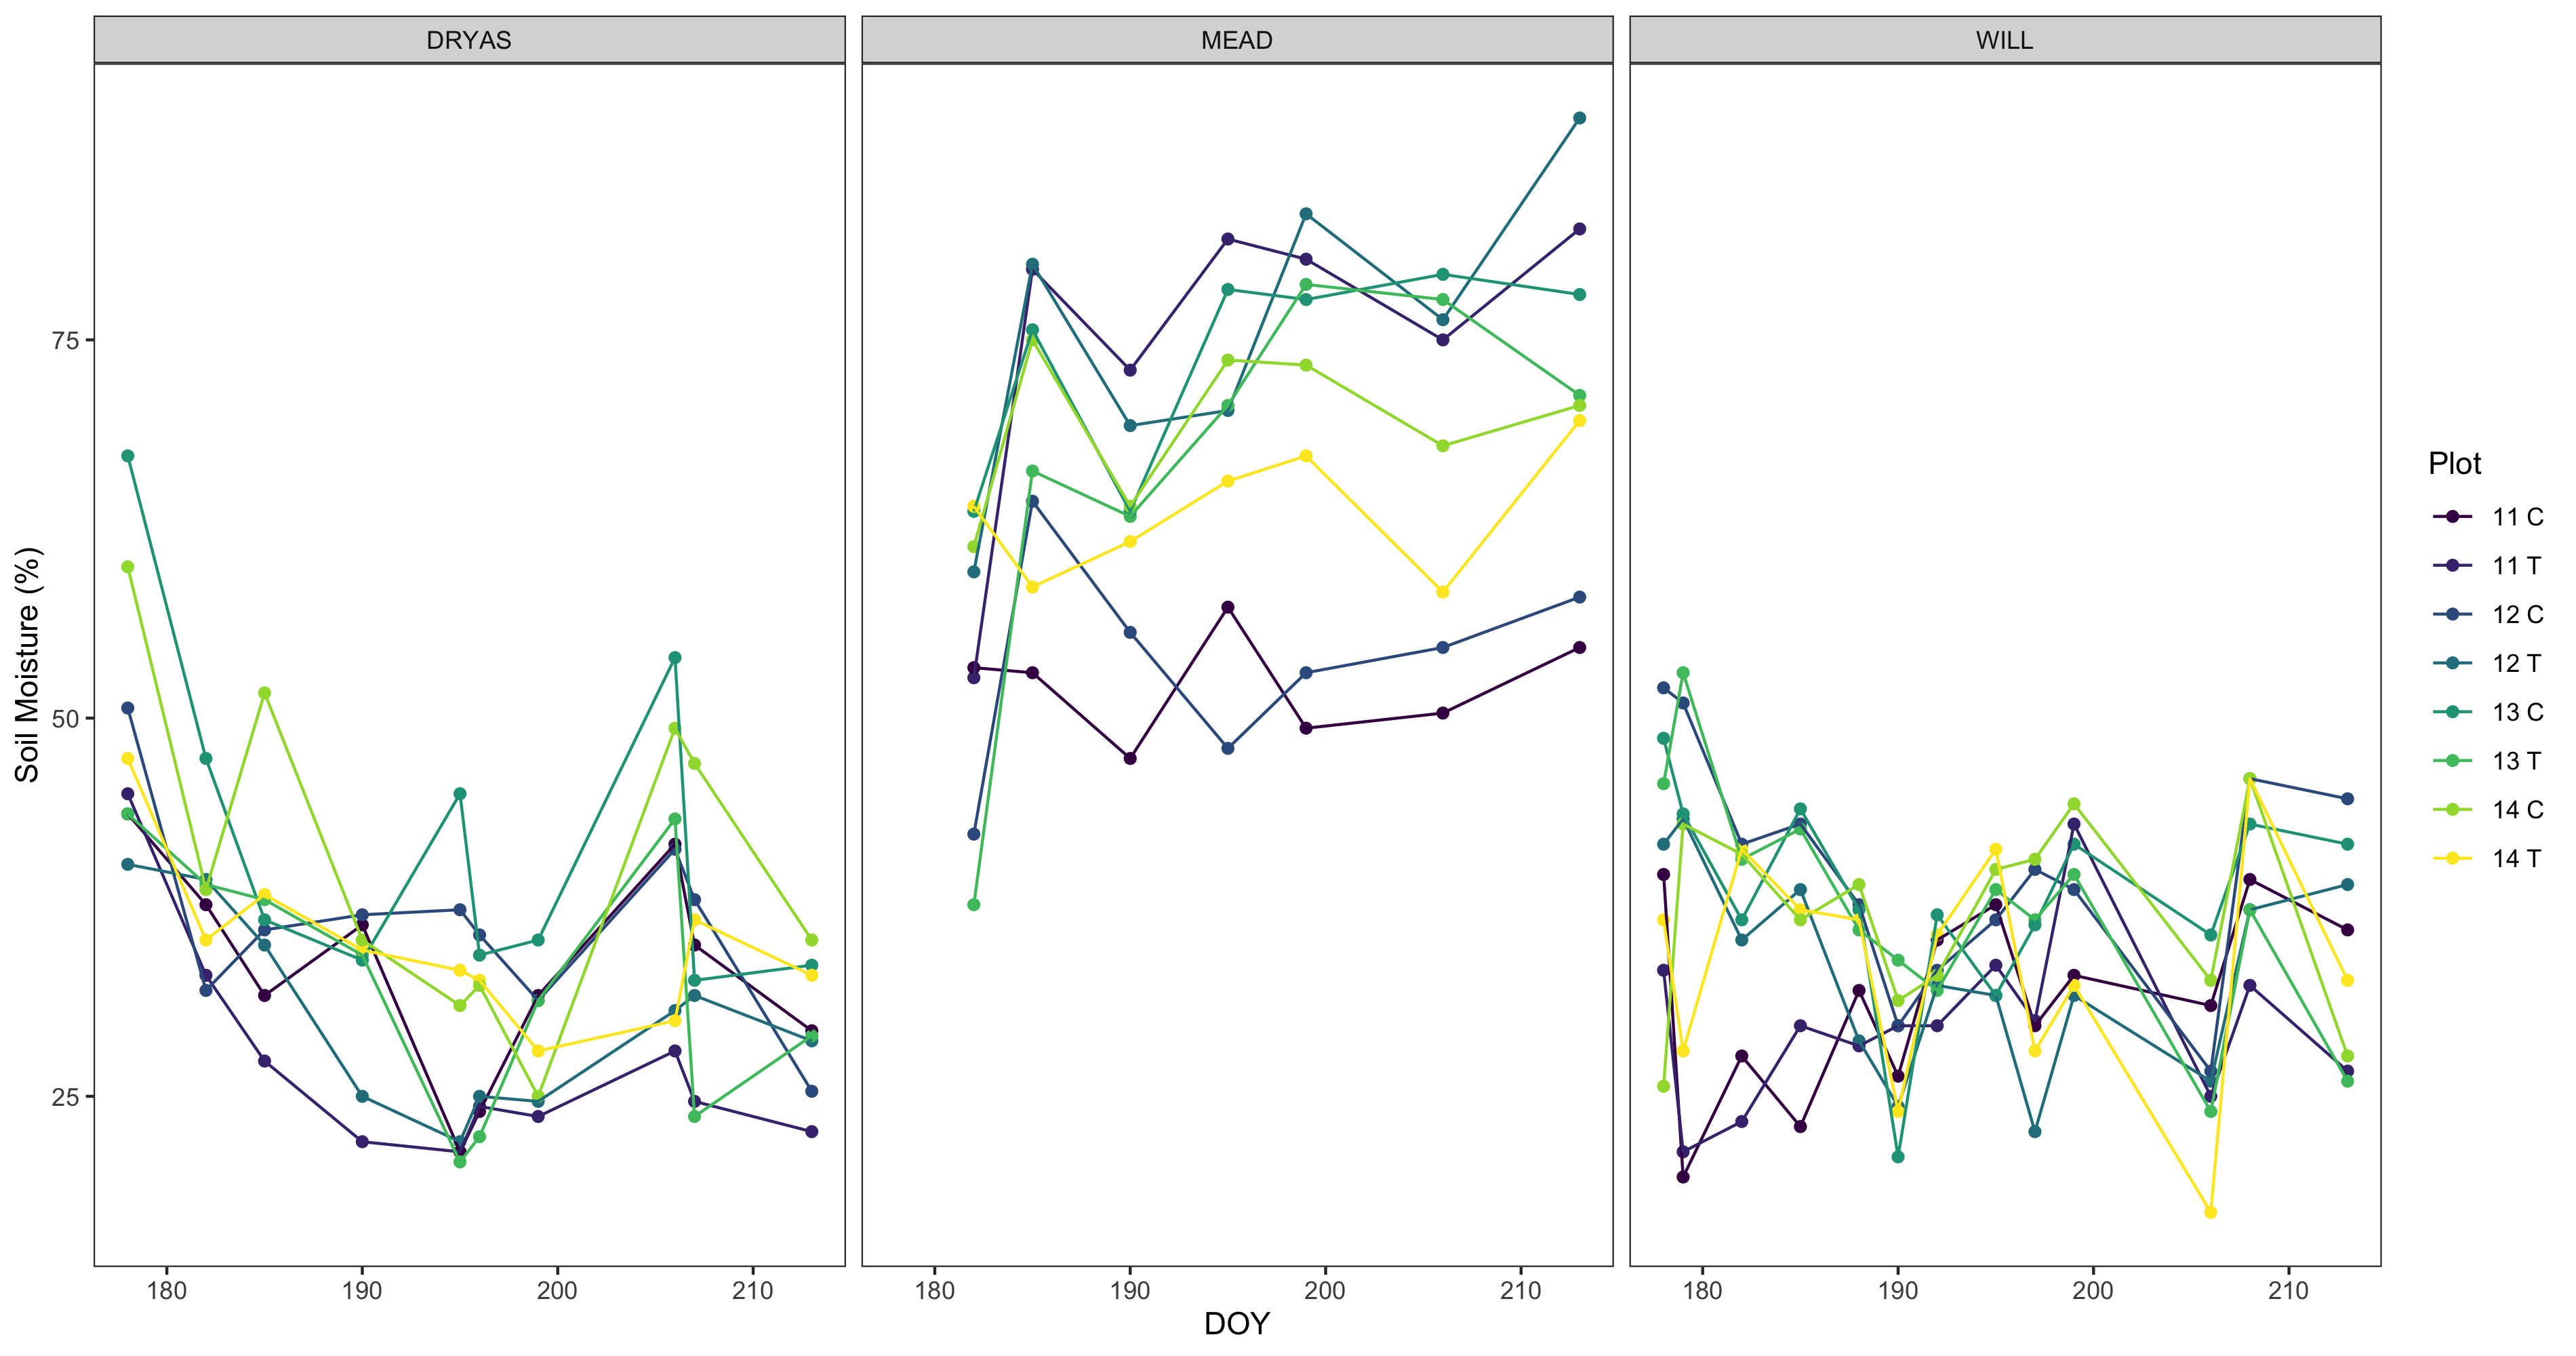 DRYAS MEAD WILL
Soil Moisture (%)
75
50
25
180 190 200 210 180 190 200 210 180 190 200 210
DOY
Plot
11 C
11 T
12 C
12 T
13 C
13 T
14 C
14 T